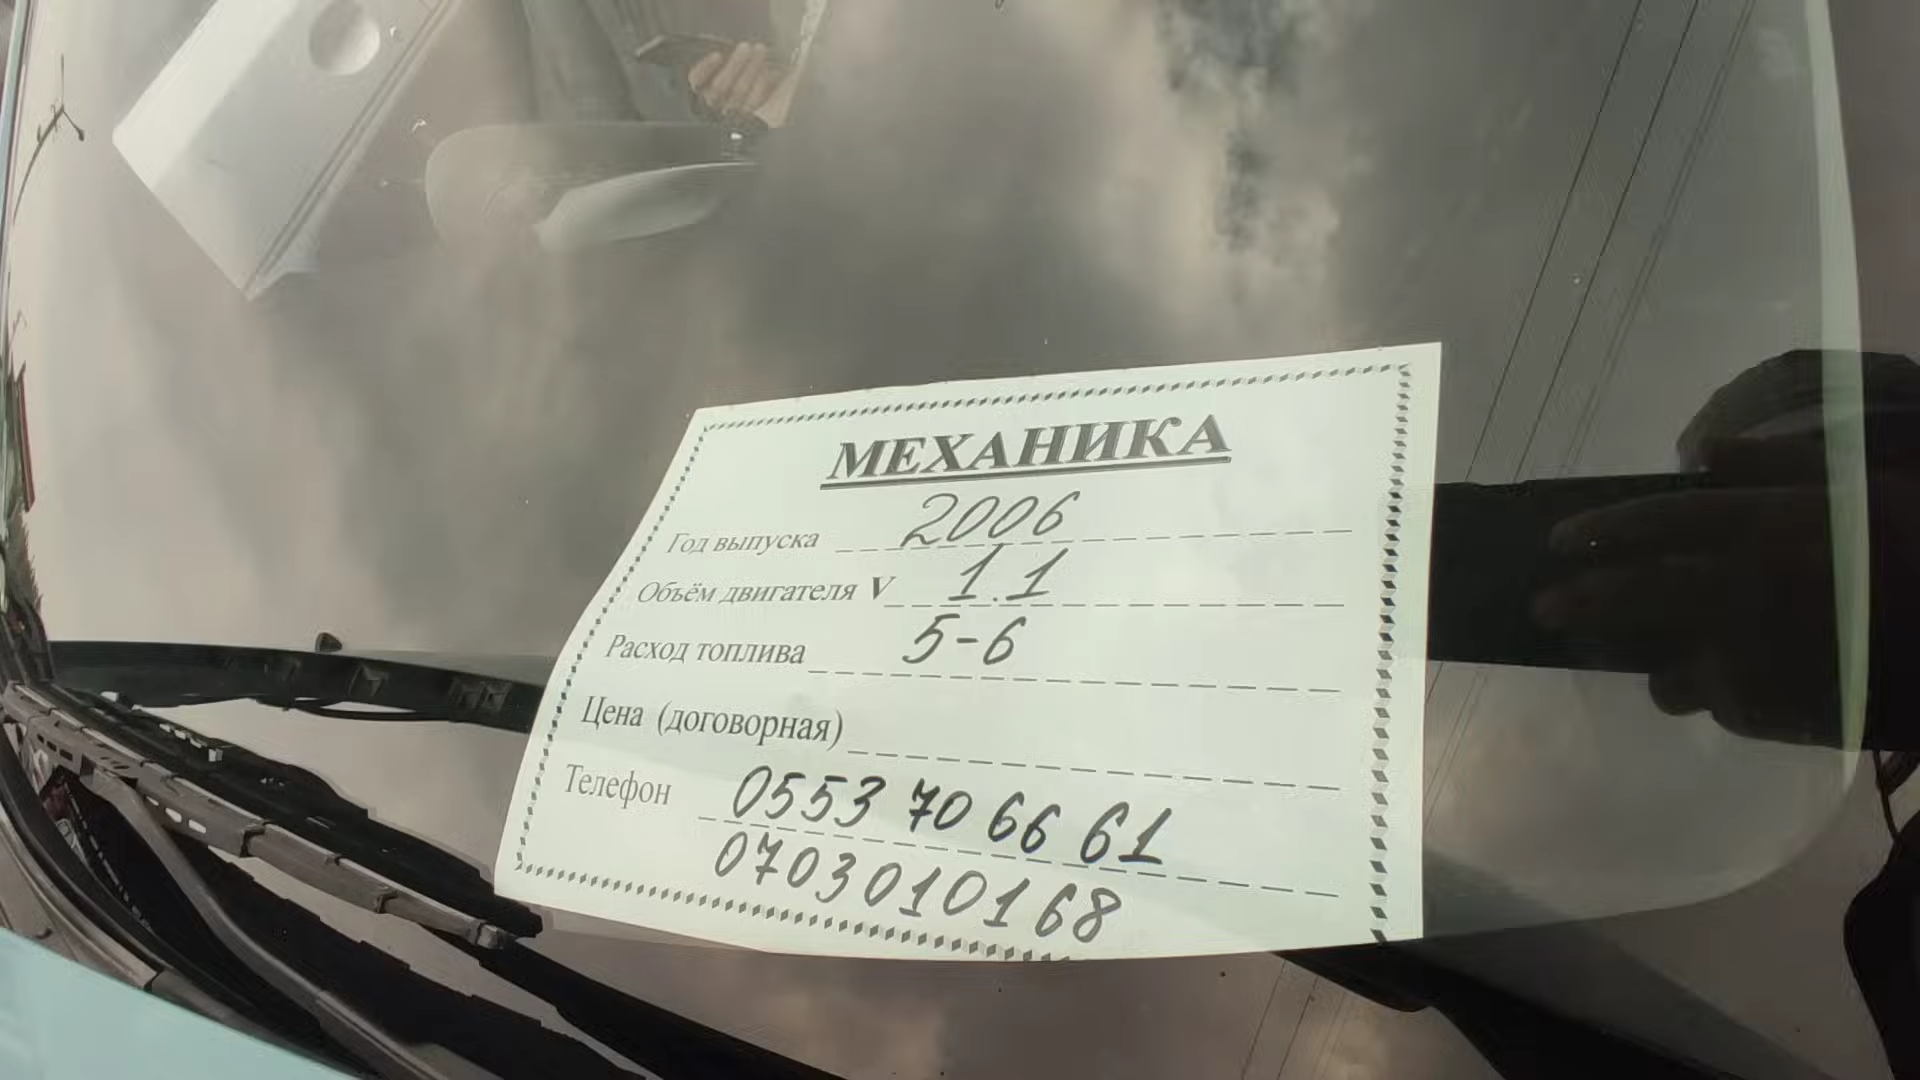 МЕХАНИКА
Год выпуска 2006
Объём двигателя V 1.1
Расход топлива 5-6
Цена (договорная)
Телефон 0553 70 66 61
0703010168